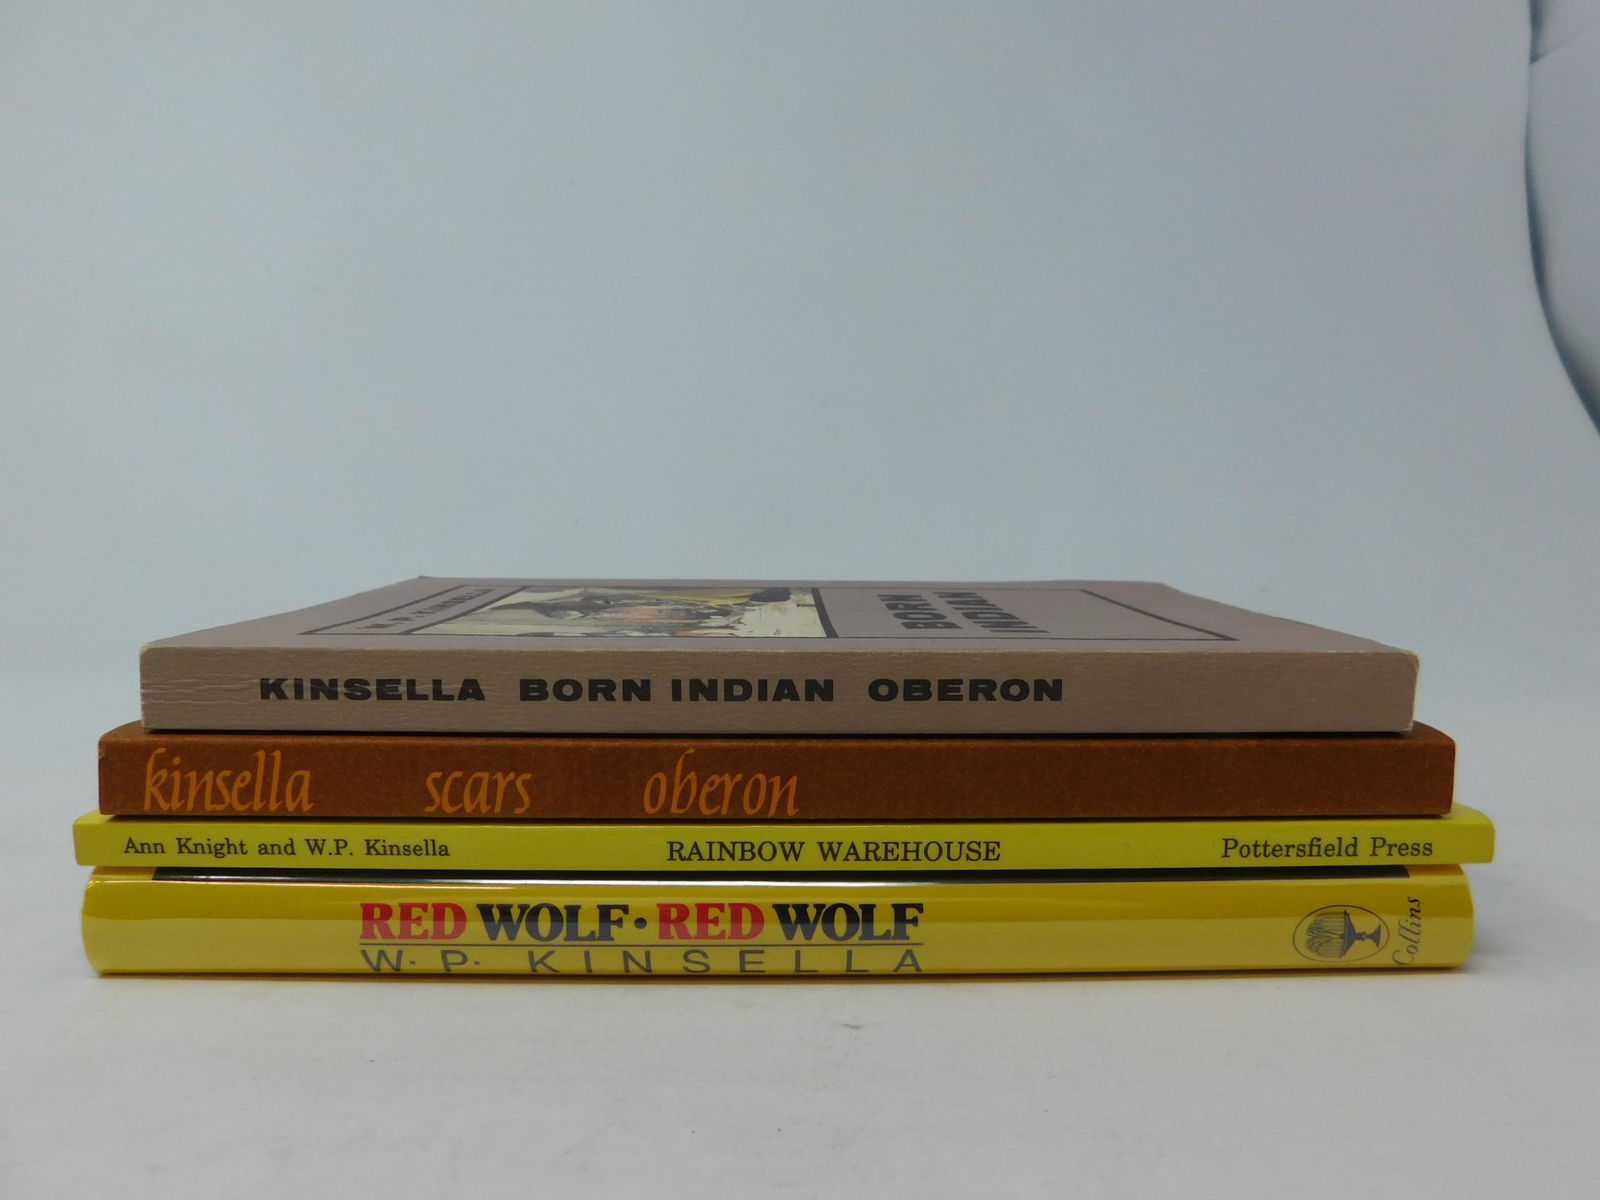 W.P. KINSELLA
BORN
INDIAN
KINSELLA BORN INDIAN OBERON
kinsella scars oberon
Ann Knight and W.P. Kinsella RAINBOW WAREHOUSE Pottersfield Press
RED WOLF · RED WOLF
W. P. KINSELLA
Collins